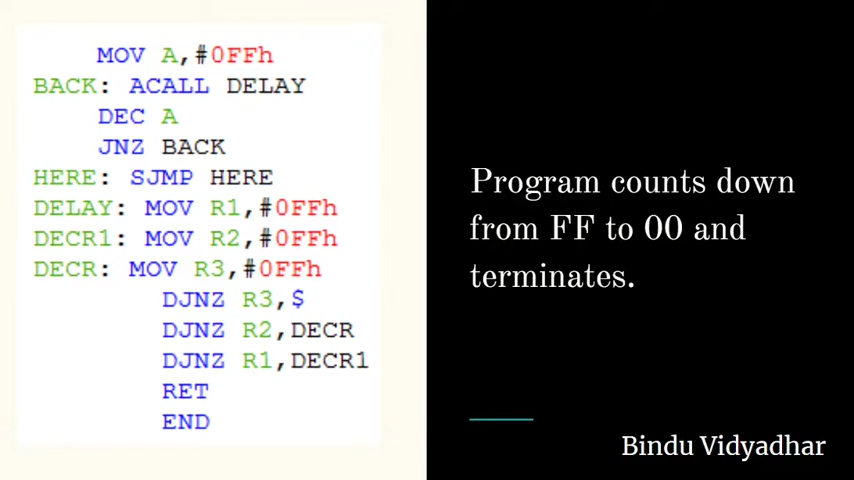 MOV A,#0FFh
BACK: ACALL DELAY
DEC A
JNZ BACK
HERE: SJMP HERE
DELAY: MOV R1,#0FFh
DECR1: MOV R2,#0FFh
DECR: MOV R3,#0FFh
DJNZ R3,$
DJNZ R2,DECR
DJNZ R1,DECR1
RET
END
Program counts down
from FF to 00 and
terminates.
Bindu Vidyadhar